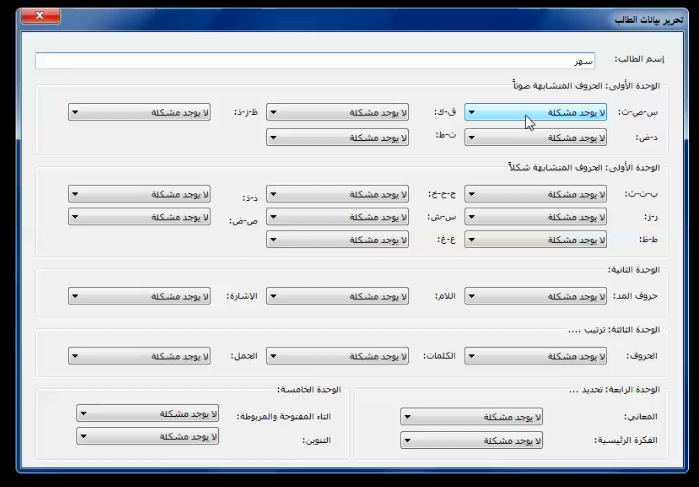 تحرير بيانات الطالب
إسم الطالب: سهر
الوحدة الأولى: الحروف المتشابهة صوتاً
س-ص-ث: لا يوجد مشكلة ق-ك: لا يوجد مشكلة ظ-ز-ذ: لا يوجد مشكلة
د-ض: لا يوجد مشكلة ت-ط: لا يوجد مشكلة
الوحدة الأولى: الحروف المتشابهة شكلاً
ب-ت-ث: لا يوجد مشكلة ج-ح-خ: لا يوجد مشكلة د-ذ: لا يوجد مشكلة
ر-ز: لا يوجد مشكلة س-ش: لا يوجد مشكلة ص-ض: لا يوجد مشكلة
ط-ظ: لا يوجد مشكلة ع-غ: لا يوجد مشكلة
الوحدة الثانية:
حروف المد: لا يوجد مشكلة اللام: لا يوجد مشكلة الإشارة: لا يوجد مشكلة
الوحدة الثالثة: ترتيب ....
الحروف: لا يوجد مشكلة الكلمات: لا يوجد مشكلة الجمل: لا يوجد مشكلة
الوحدة الرابعة: تحديد ...
المعانى: لا يوجد مشكلة
الفكرة الرئيسية: لا يوجد مشكلة
الوحدة الخامسة:
التاء المفتوحة والمربوطة: لا يوجد مشكلة
التنوين: لا يوجد مشكلة